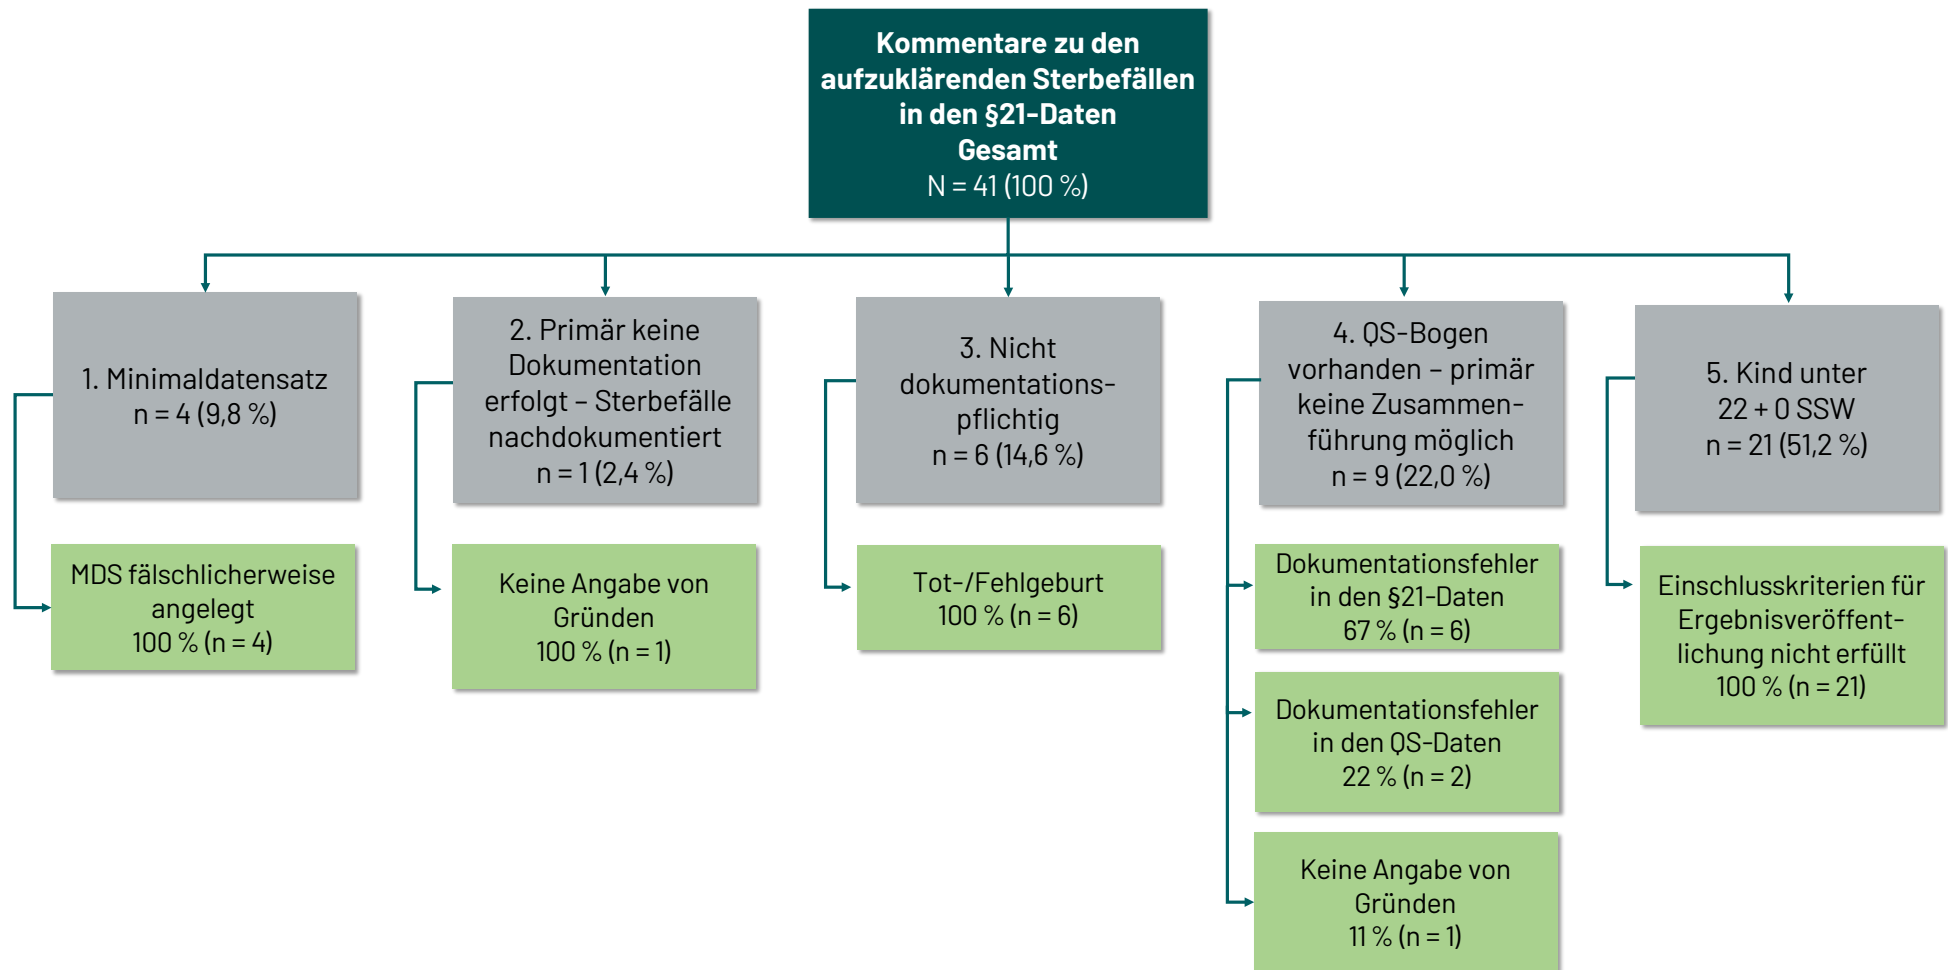 Kommentare zu den
aufzuklärenden Sterbefällen
in den §21-Daten
Gesamt
N = 41 (100 %)
1. Minimaldatensatz
n = 4 (9,8 %)
MDS fälschlicherweise
angelegt
100 % (n = 4)
2. Primär keine
Dokumentation
erfolgt – Sterbefälle
nachdokumentiert
n = 1 (2,4 %)
Keine Angabe von
Gründen
100 % (n = 1)
3. Nicht
dokumentations-
pflichtig
n = 6 (14,6 %)
Tot-/Fehlgeburt
100 % (n = 6)
4. QS-Bogen
vorhanden – primär
keine Zusammen-
führung möglich
n = 9 (22,0 %)
Dokumentationsfehler
in den §21-Daten
67 % (n = 6)
Dokumentationsfehler
in den QS-Daten
22 % (n = 2)
Keine Angabe von
Gründen
11 % (n = 1)
5. Kind unter
22 + 0 SSW
n = 21 (51,2 %)
Einschlusskriterien für
Ergebnisveröffent-
lichung nicht erfüllt
100 % (n = 21)